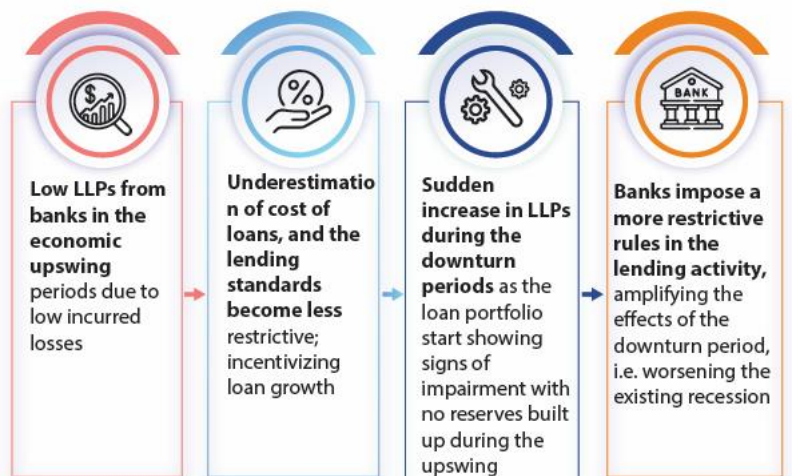 Low LLPs from
banks in the
economic
upswing
periods due to
low incurred
losses
%
Underestimatio
n of cost of
loans, and the
lending
standards
become less
restrictive;
incentivizing
loan growth
Sudden
increase in LLPs
during the
downturn
periods as the
loan portfolio
start showing
signs of
impairment with
no reserves built
up during the
upswing
BANK
Banks impose a
more restrictive
rules in the
lending activity,
amplifying the
effects of the
downturn period,
i.e. worsening the
existing recession